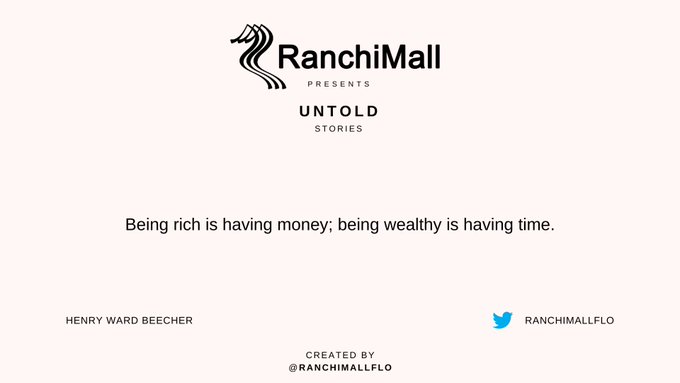 RanchiMall
PRESENTS
UNTOLD
STORIES
Being rich is having money; being wealthy is having time.
HENRY WARD BEECHER
RANCHIMALLFLO
CREATED BY
@RANCHIMALLFLO